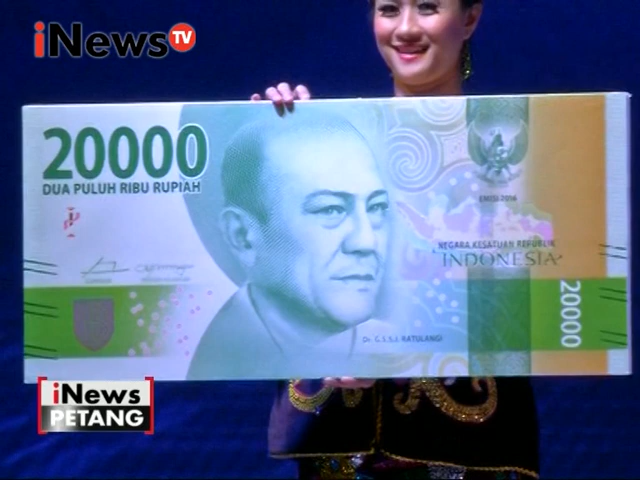 iNews TV
20000
DUA PULUH RIBU RUPIAH
EMISI 2016
NEGARA KESATUAN REPUBLIK
INDONESIA
Dr. G.S.S.J. RATULANGI
20000
iNews
PETANG